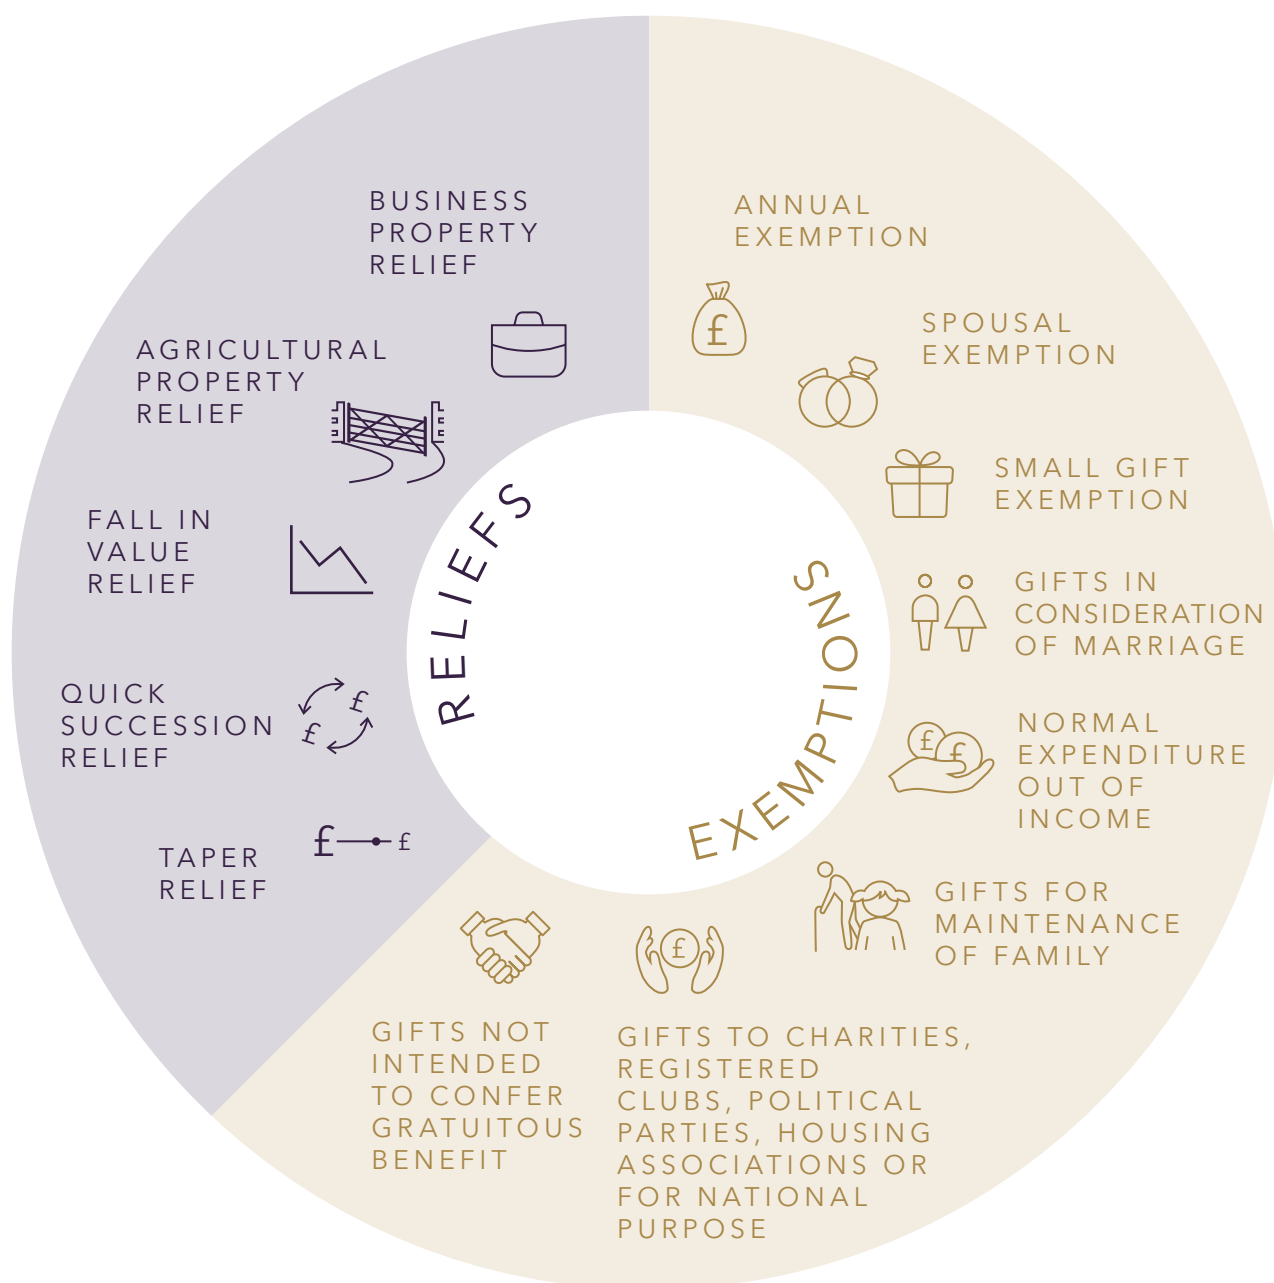 BUSINESS
PROPERTY
RELIEF
AGRICULTURAL
PROPERTY
RELIEF
FALL IN
VALUE
RELIEF
QUICK
SUCCESSION
RELIEF
££
TAPER
RELIEF
£
£
RELIEFS
ANNUAL
EXEMPTION
£
SPOUSAL
EXEMPTION
SMALL GIFT
EXEMPTION
GIFTS IN
CONSIDERATION
OF MARRIAGE
NORMAL
EXPENDITURE
OUT OF
INCOME
£
£
GIFTS FOR
MAINTENANCE
OF FAMILY
£
GIFTS TO CHARITIES,
REGISTERED
CLUBS, POLITICAL
PARTIES, HOUSING
ASSOCIATIONS OR
FOR NATIONAL
PURPOSE
GIFTS NOT
INTENDED
TO CONFER
GRATUITOUS
BENEFIT
EXEMPTIONS